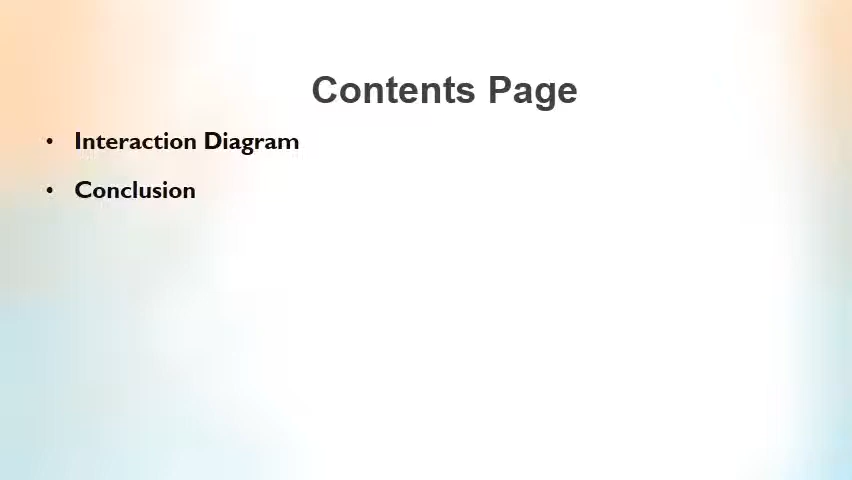 Contents Page
• Interaction Diagram
• Conclusion